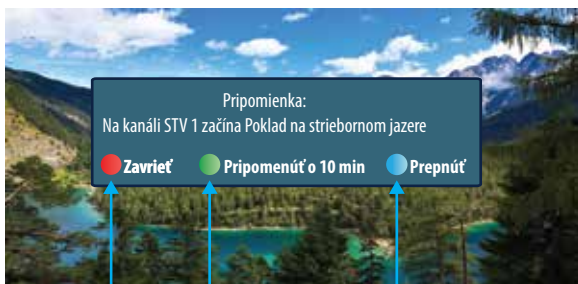 Pripomienka:
Na kanáli STV 1 začína Poklad na striebornom jazere
Zavrieť Pripomenúť o 10 min Prepnúť